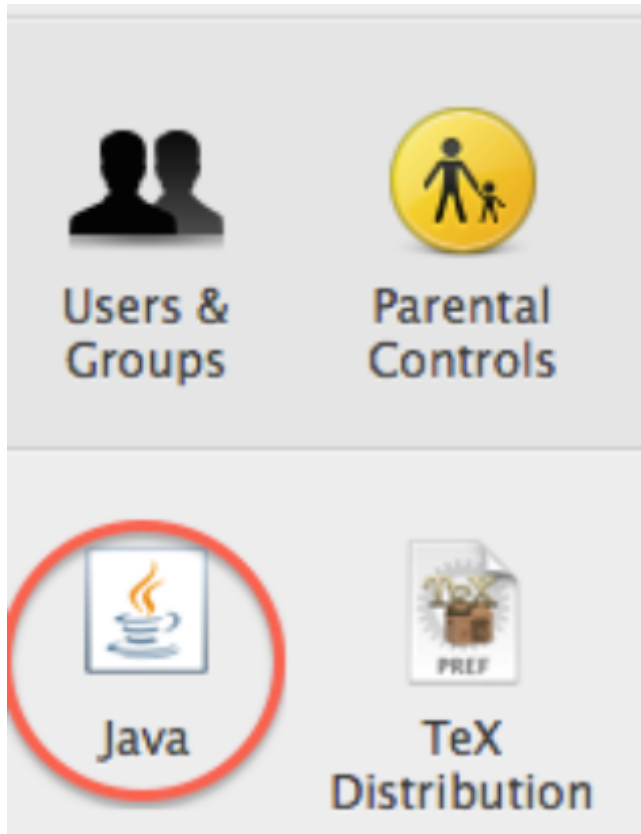 Users &
Groups
Parental
Controls
TeX
PREF
Java
TeX
Distribution